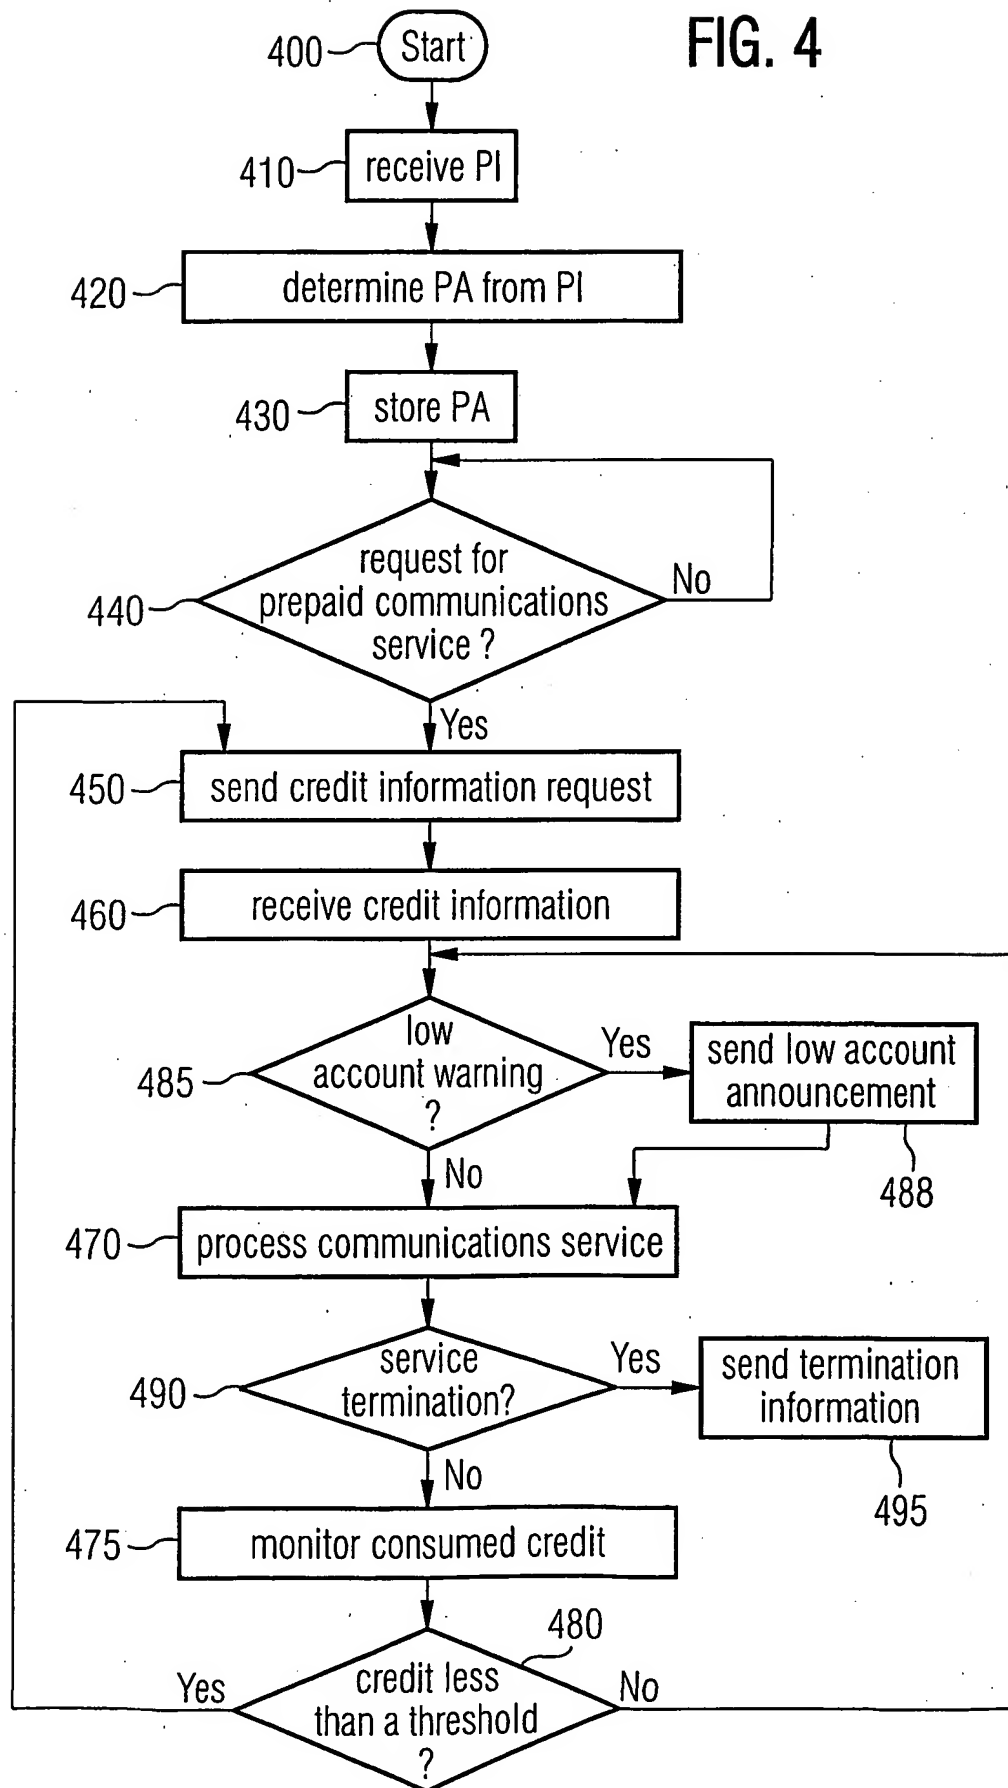 FIG. 4
400
Start
410
receive PI
420
determine PA from PI
430
store PA
440
request for
prepaid communications
service ?
No
Yes
450
send credit information request
460
receive credit information
485
low
account warning
?
Yes
send low account
announcement
488
No
470
process communications service
490
service
termination?
Yes
send termination
information
495
No
475
monitor consumed credit
480
Yes
credit less
than a threshold
?
No